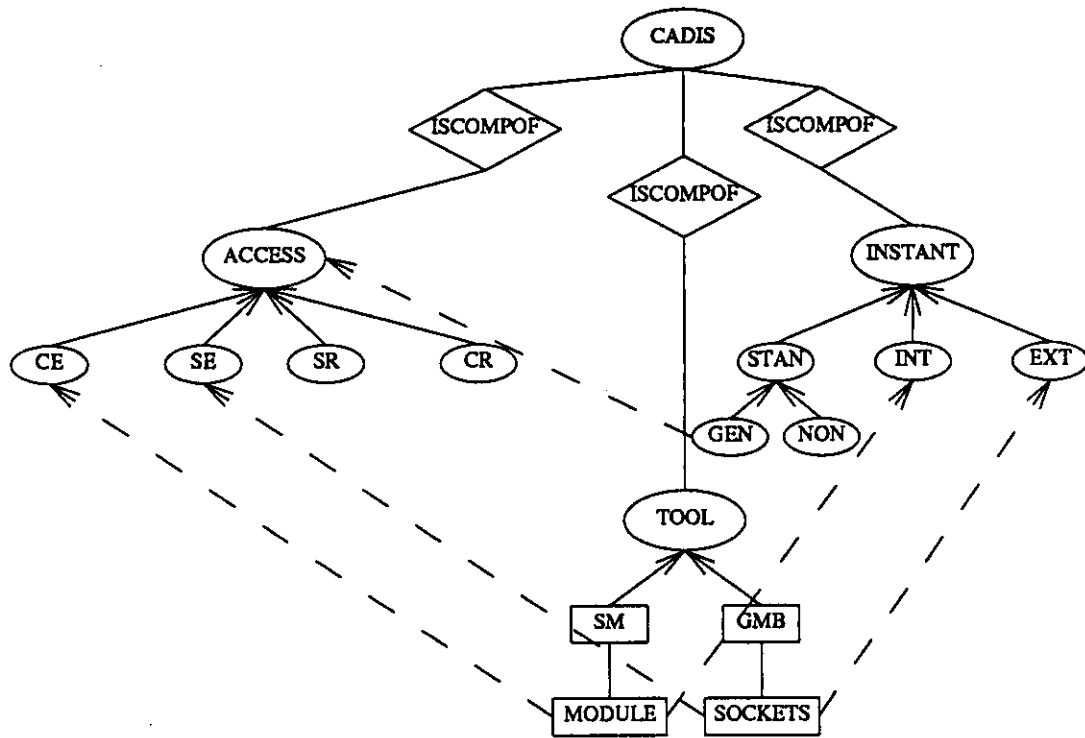 CADIS
ISCOMPOF
ISCOMPOF
ISCOMPOF
ACCESS
INSTANT
CE
SE
SR
CR
STAN
INT
EXT
GEN
NON
TOOL
SM
GMB
MODULE
SOCKETS